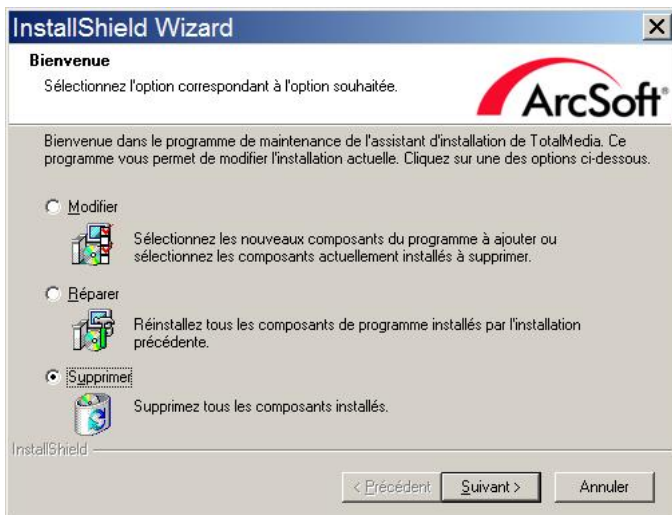 InstallShield Wizard
Bienvenue
Sélectionnez l'option correspondant à l'option souhaitée.
ArcSoft®
Bienvenue dans le programme de maintenance de l'assistant d'installation de TotalMedia. Ce
programme vous permet de modifier l'installation actuelle. Cliquez sur une des options ci-dessous.
Modifier
Sélectionnez les nouveaux composants du programme à ajouter ou
sélectionnez les composants actuellement installés à supprimer.
Réparer
Réinstallez tous les composants de programme installés par l'installation
précédente.
Supprimer
Supprimez tous les composants installés.
InstallShield
< Précédent
Suivant >
Annuler